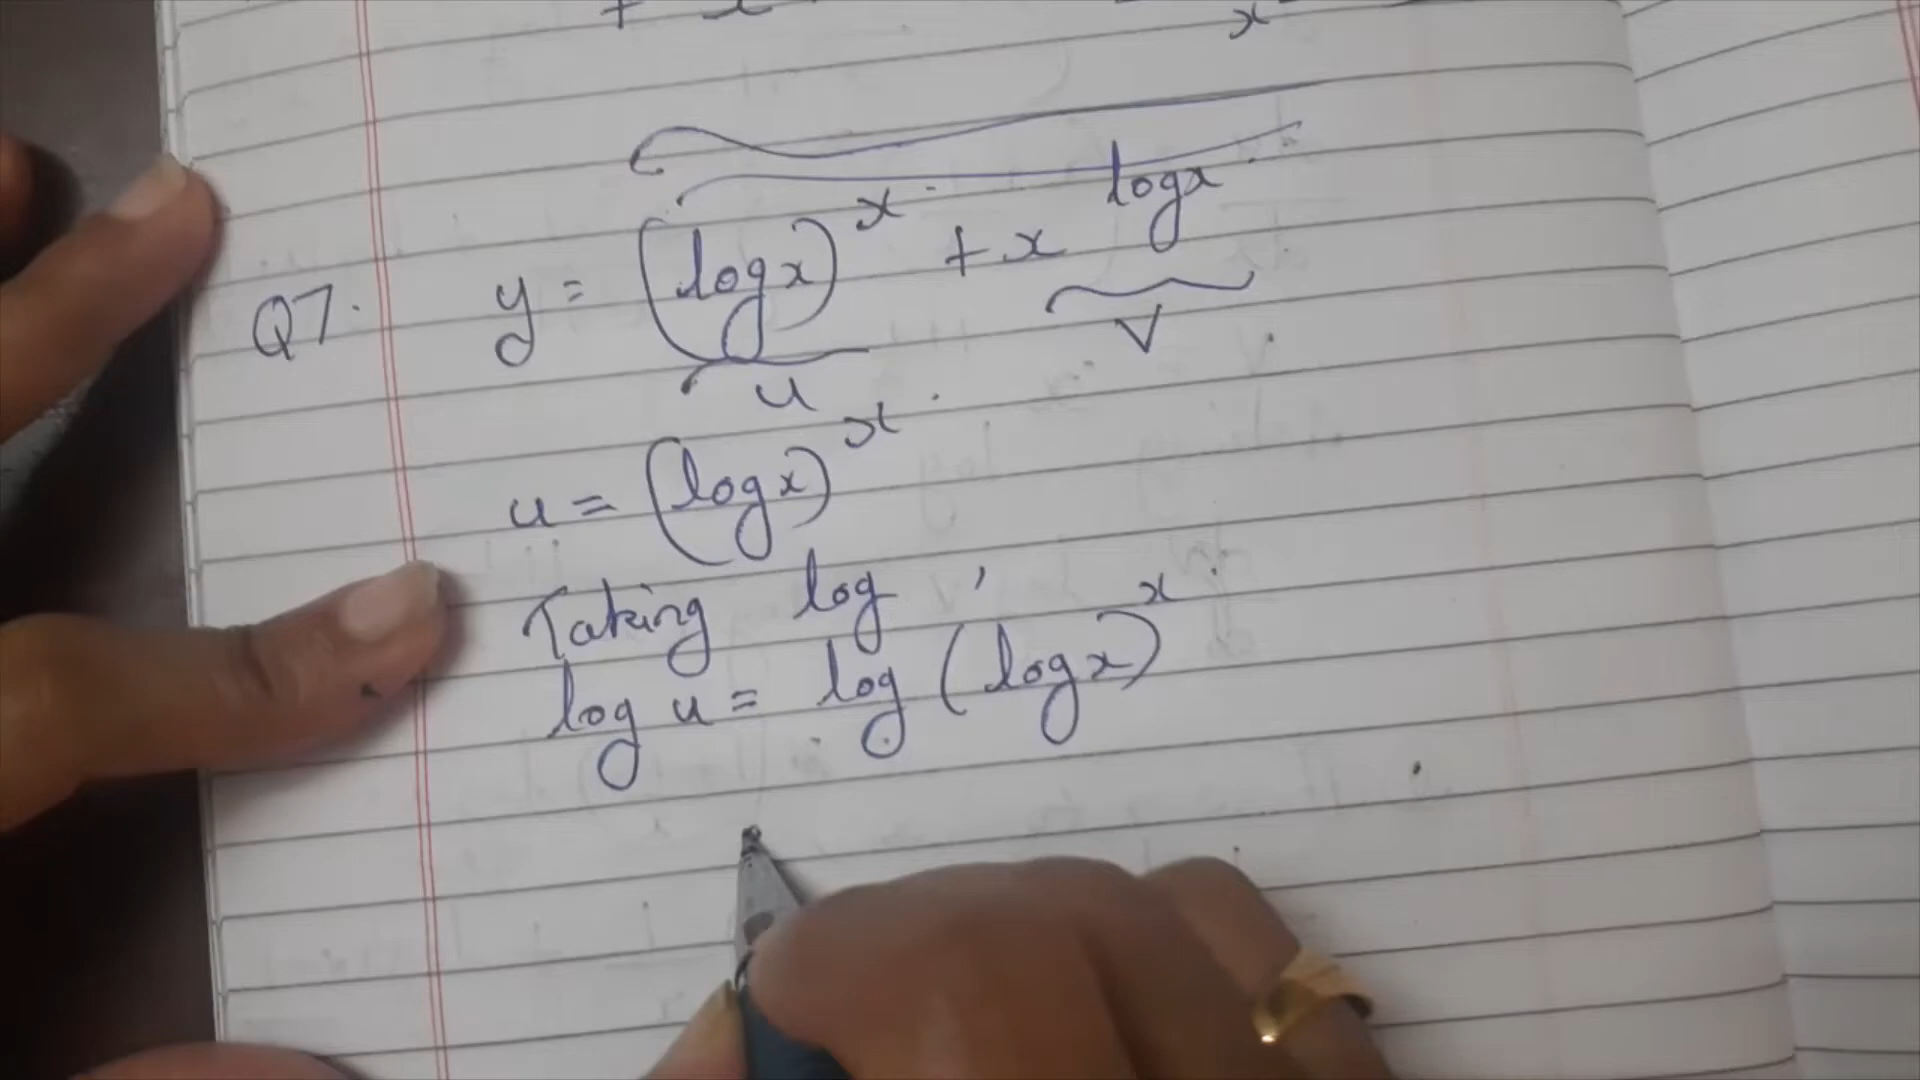 + x x
Q7. y = (log x)^x + x^log x
u v
u = (log x)^x
Taking log,
log u = log (log x)^x